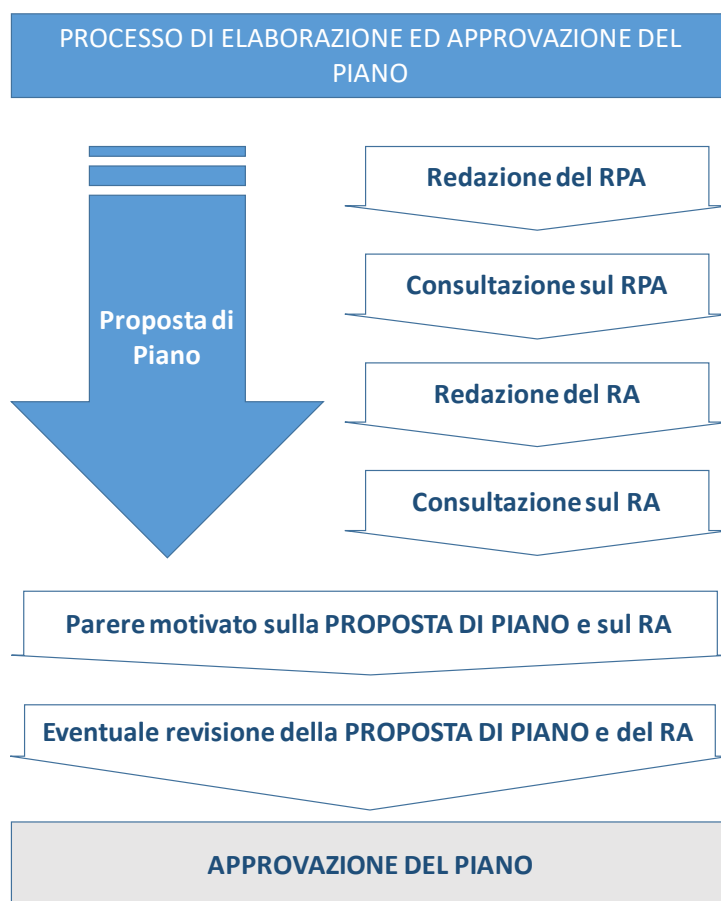 PROCESSO DI ELABORAZIONE ED APPROVAZIONE DEL
PIANO
Proposta di
Piano
Redazione del RPA
Consultazione sul RPA
Redazione del RA
Consultazione sul RA
Parere motivato sulla PROPOSTA DI PIANO e sul RA
Eventuale revisione della PROPOSTA DI PIANO e del RA
APPROVAZIONE DEL PIANO